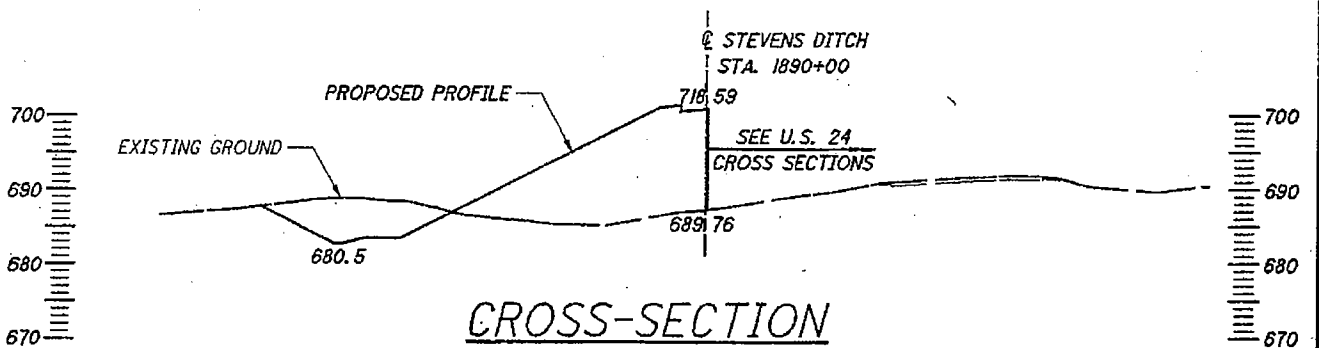 ℄ STEVENS DITCH
STA. 1890+00
PROPOSED PROFILE
718.59
700
700
EXISTING GROUND
SEE U.S. 24
CROSS SECTIONS
690
690
689.76
680.5
680
680
CROSS-SECTION
670
670